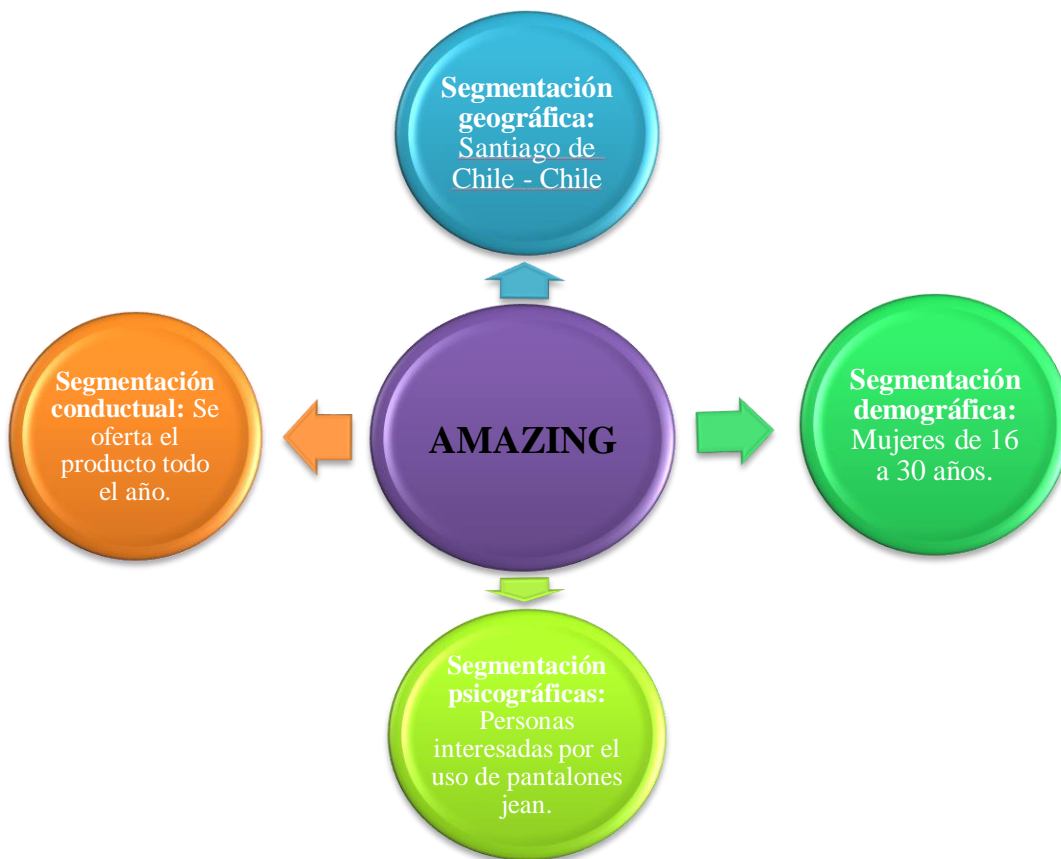 Segmentación
geográfica:
Santiago de
Chile - Chile
Segmentación
conductual: Se
oferta el
producto todo
el año.
AMAZING
Segmentación
demográfica:
Mujeres de 16
a 30 años.
Segmentación
psicográficas:
Personas
interesadas por el
uso de pantalones
jean.